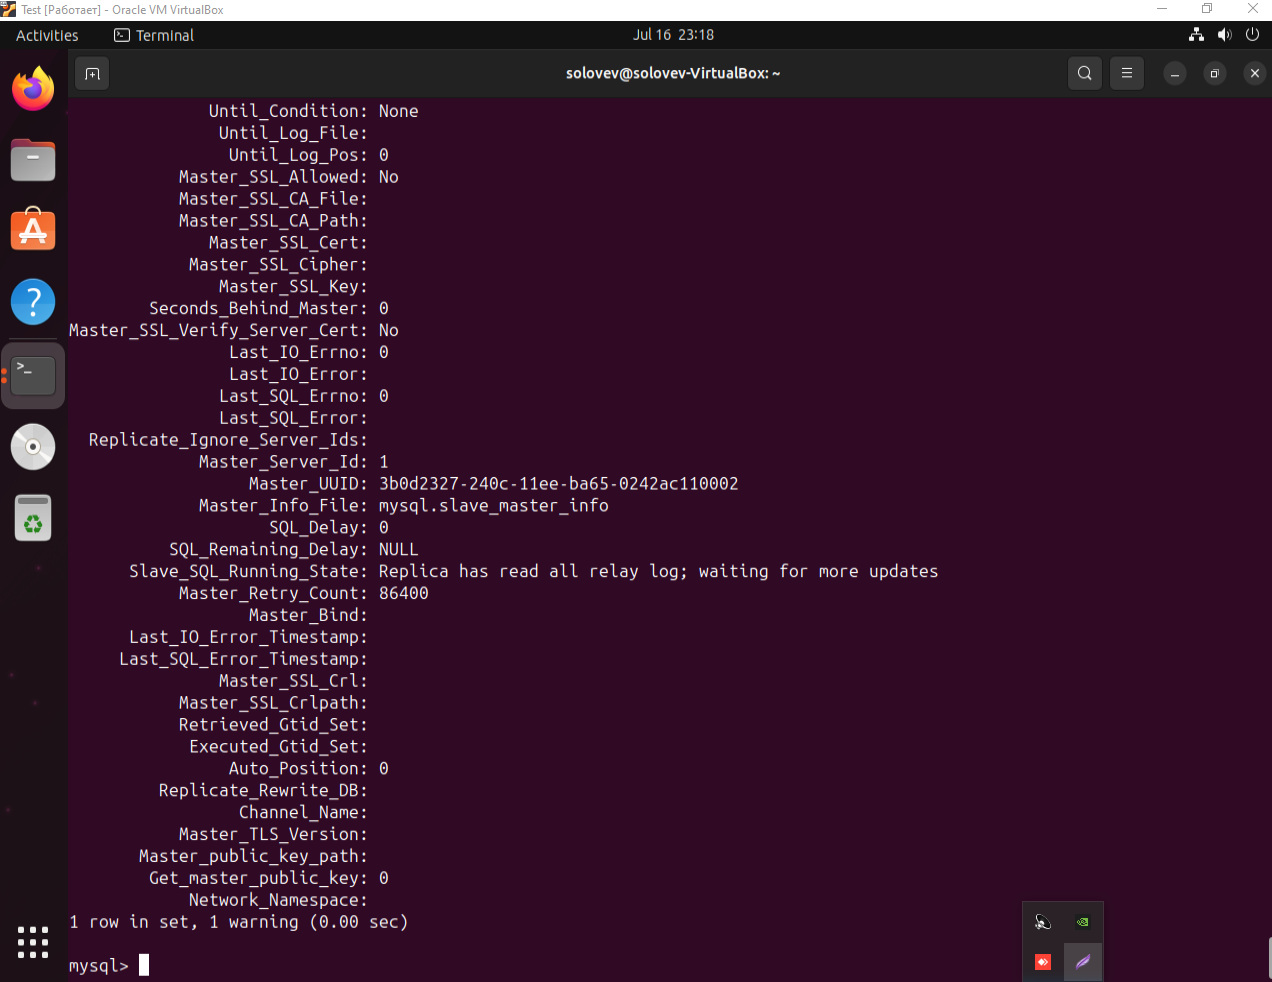 Test [Работает] - Oracle VM VirtualBox
Activities
Terminal
Jul 16 23:18
solovev@solovev-VirtualBox: ~
Until_Condition: None
Until_Log_File:
Until_Log_Pos: 0
Master_SSL_Allowed: No
Master_SSL_CA_File:
Master_SSL_CA_Path:
Master_SSL_Cert:
Master_SSL_Cipher:
Master_SSL_Key:
Seconds_Behind_Master: 0
Master_SSL_Verify_Server_Cert: No
Last_IO_Errno: 0
Last_IO_Error:
Last_SQL_Errno: 0
Last_SQL_Error:
Replicate_Ignore_Server_Ids:
Master_Server_Id: 1
Master_UUID: 3b0d2327-240c-11ee-ba65-0242ac110002
Master_Info_File: mysql.slave_master_info
SQL_Delay: 0
SQL_Remaining_Delay: NULL
Slave_SQL_Running_State: Replica has read all relay log; waiting for more updates
Master_Retry_Count: 86400
Master_Bind:
Last_IO_Error_Timestamp:
Last_SQL_Error_Timestamp:
Master_SSL_Crl:
Master_SSL_Crlpath:
Retrieved_Gtid_Set:
Executed_Gtid_Set:
Auto_Position: 0
Replicate_Rewrite_DB:
Channel_Name:
Master_TLS_Version:
Master_public_key_path:
Get_master_public_key: 0
Network_Namespace:
1 row in set, 1 warning (0.00 sec)
mysql>